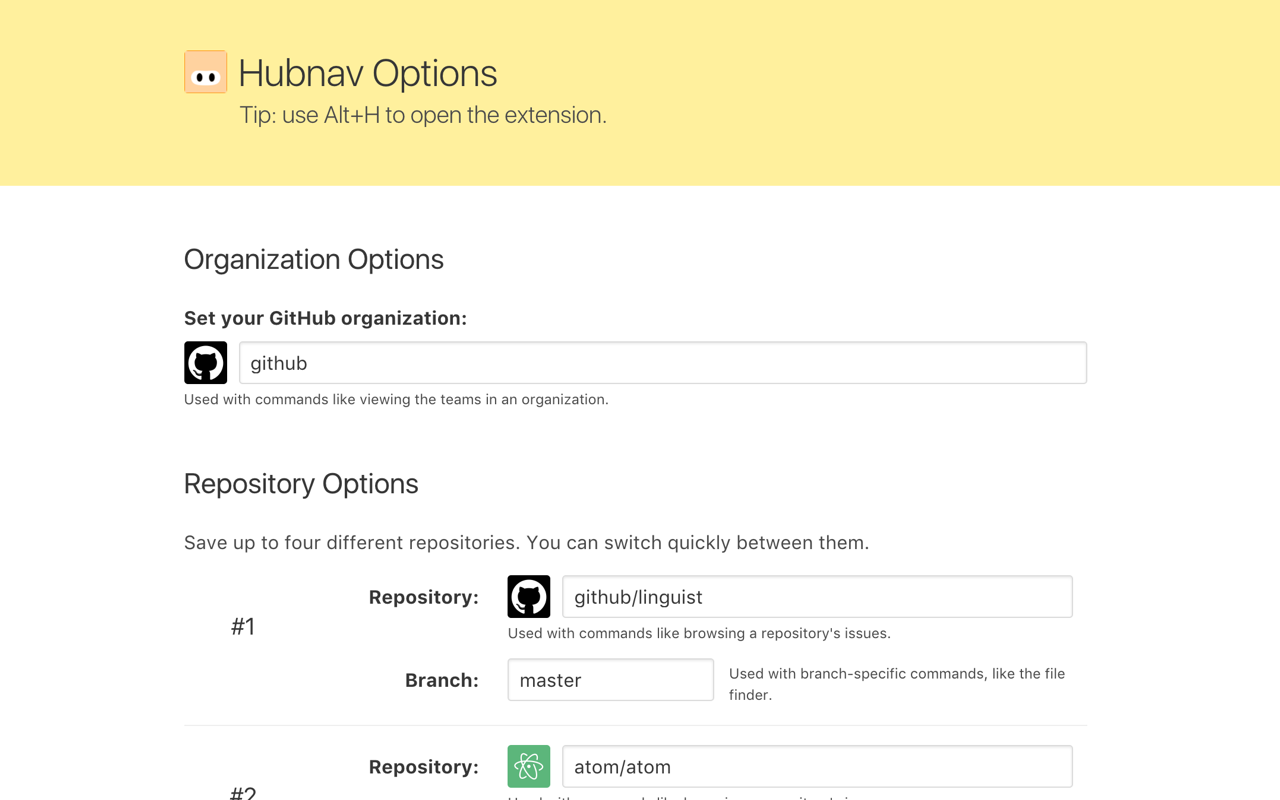 Hubnav Options
Tip: use Alt+H to open the extension.
Organization Options
Set your GitHub organization:
github
Used with commands like viewing the teams in an organization.
Repository Options
Save up to four different repositories. You can switch quickly between them.
#1
Repository:
github/linguist
Used with commands like browsing a repository's issues.
Branch:
master
Used with branch-specific commands, like the file
finder.
#2
Repository:
atom/atom